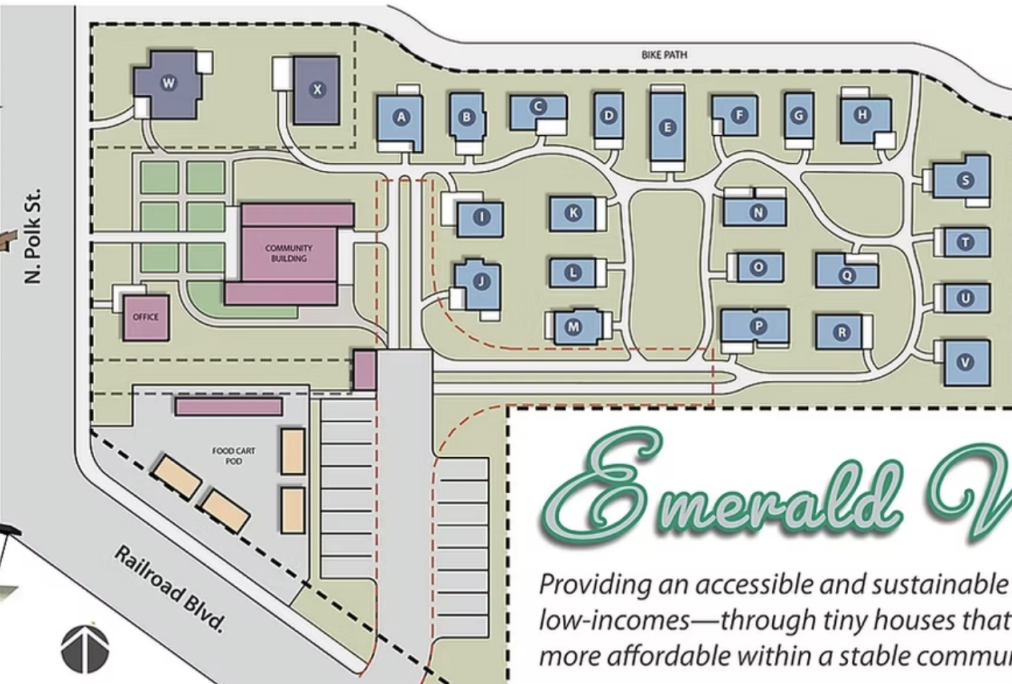 BIKE PATH
W
X
A
B
C
D
E
F
G
H
I
J
K
L
M
N
O
P
Q
R
S
T
U
V
N. Polk St.
COMMUNITY
BUILDING
OFFICE
FOOD CART
POD
Railroad Blvd.
Emerald V
Providing an accessible and sustainable
low-incomes—through tiny houses that
more affordable within a stable commu